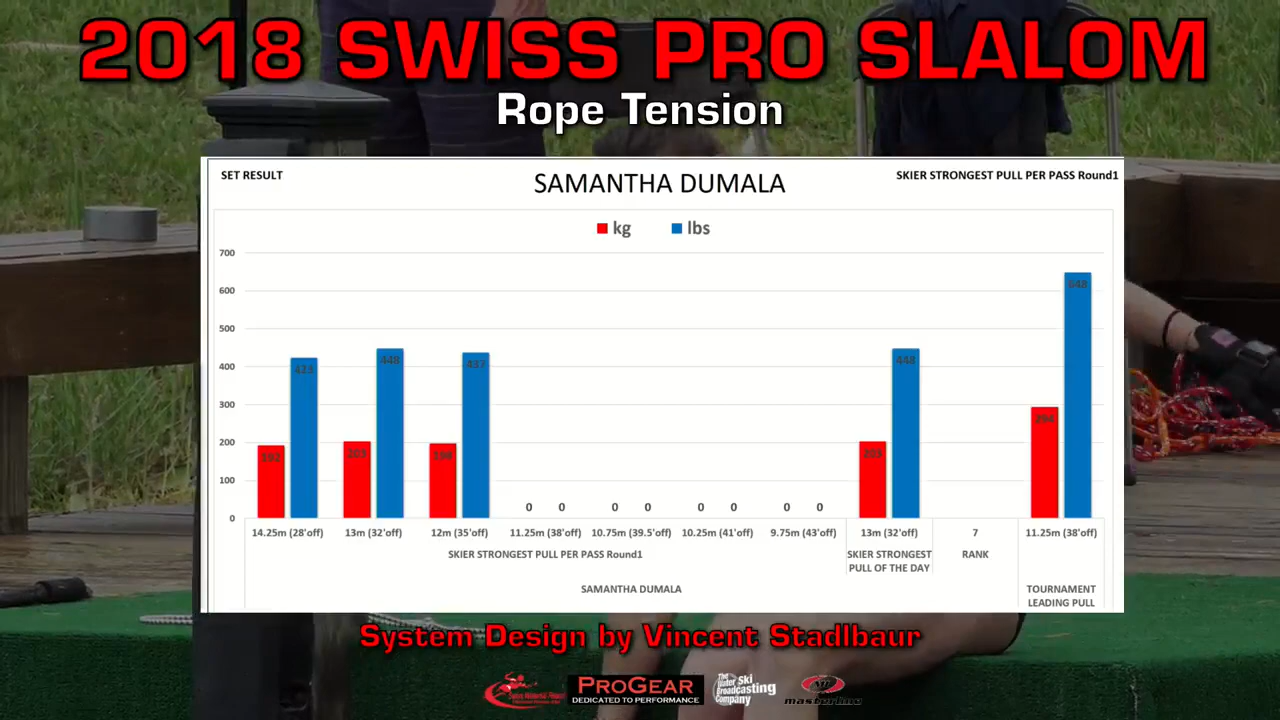 2018 SWISS PRO SLALOM
Rope Tension
SET RESULT
SAMANTHA DUMALA
SKIER STRONGEST PULL PER PASS Round1
kg lbs
700
600
500
400
300
200
100
0
192 423 203 448 198 437 0 0 0 0 0 0 0 0 203 448 294 648
14.25m (28'off) 13m (32'off) 12m (35'off) 11.25m (38'off) 10.75m (39.5'off) 10.25m (41'off) 9.75m (43'off) 13m (32'off) 7 11.25m (38'off)
SKIER STRONGEST PULL PER PASS Round1
SKIER STRONGEST PULL OF THE DAY
RANK
SAMANTHA DUMALA
TOURNAMENT LEADING PULL
System Design by Vincent Stadlbaur
PROGEAR
DEDICATED TO PERFORMANCE
The Water Ski Broadcasting Company
masterline